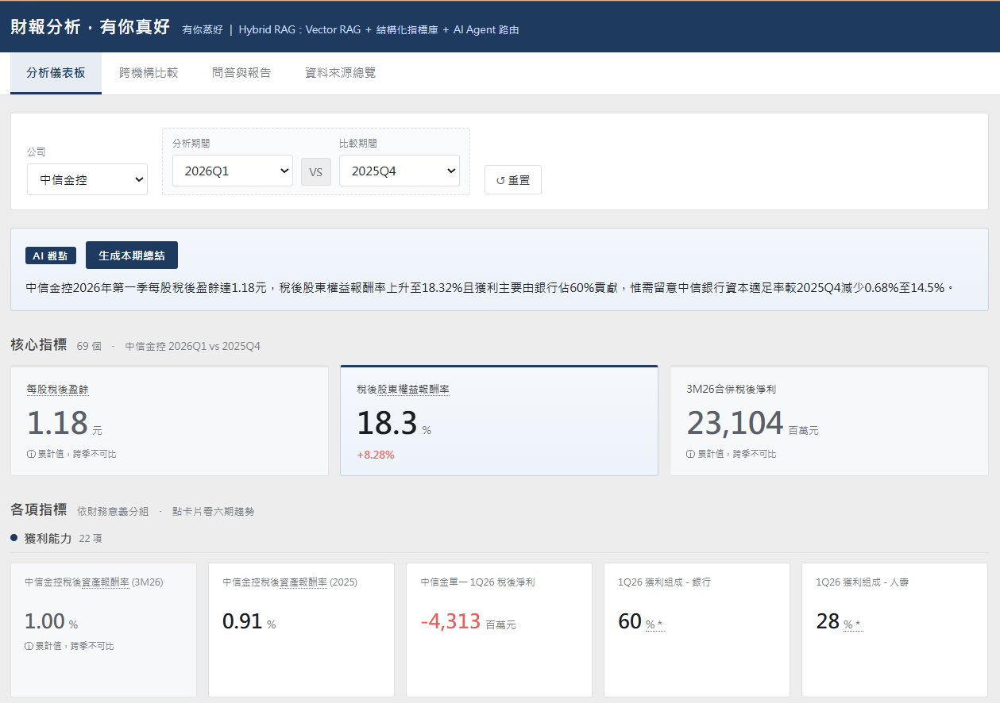 財報分析 · 有你真好 有你蒸好 | Hybrid RAG：Vector RAG + 結構化指標庫 + AI Agent 路由
分析儀表板 跨機構比較 問答與報告 資料來源總覽
公司 分析期間 比較期間
中信金控 2026Q1 VS 2025Q4 ↺ 重置
AI 觀點 生成本期總結
中信金控2026年第一季每股稅後盈餘達1.18元，稅後股東權益報酬率上升至18.32%且獲利主要由銀行佔60%貢獻，惟需留意中信銀行資本適足率較2025Q4減少0.68%至14.5%。
核心指標 69 個 · 中信金控 2026Q1 vs 2025Q4
每股稅後盈餘
1.18 元
ⓘ 累計值，跨季不可比
稅後股東權益報酬率
18.3 %
+8.28%
3M26合併稅後淨利
23,104 百萬元
ⓘ 累計值，跨季不可比
各項指標 依財務意義分組 · 點卡片看六期趨勢
● 獲利能力 22 項
中信金控稅後資產報酬率 (3M26)
1.00 %
ⓘ 累計值，跨季不可比
中信金控稅後資產報酬率 (2025)
0.91 %
中信金單一 1Q26 稅後淨利
-4,313 百萬元
1Q26 獲利組成 - 銀行
60 % *
1Q26 獲利組成 - 人壽
28 % *